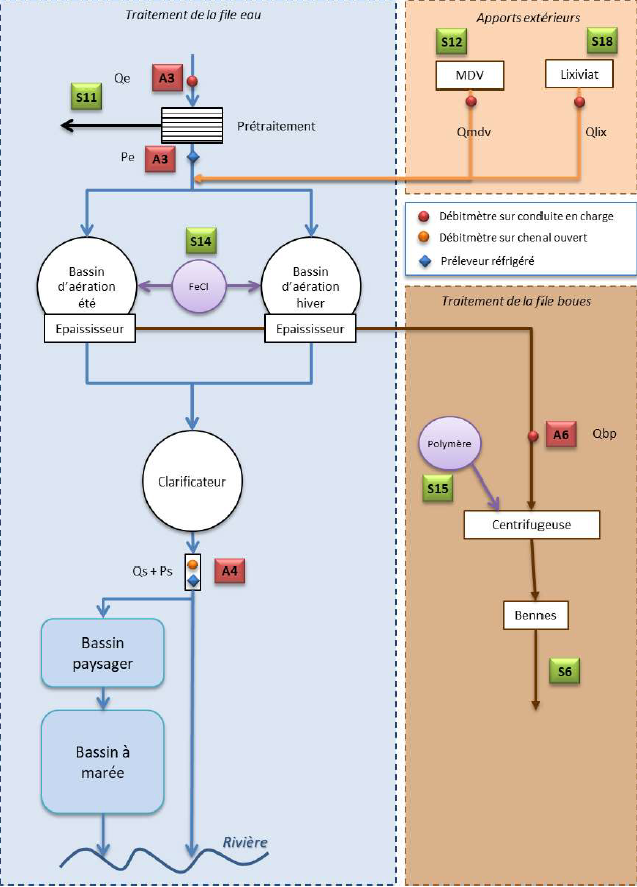 Traitement de la file eau
Qe
A3
S11
Prétraitement
Pe
A3
S14
Bassin
d'aération
été
FeCl
Bassin
d'aération
hiver
Epaississeur
Epaississeur
Clarificateur
Qs + Ps
A4
Bassin
paysager
Bassin à
marée
Rivière
Apports extérieurs
S12
S18
MDV
Lixiviat
Qmdv
Qlix
Débitmètre sur conduite en charge
Débitmètre sur chenal ouvert
Préleveur réfrigéré
Traitement de la file boues
A6
Qbp
Polymère
S15
Centrifugeuse
Bennes
S6